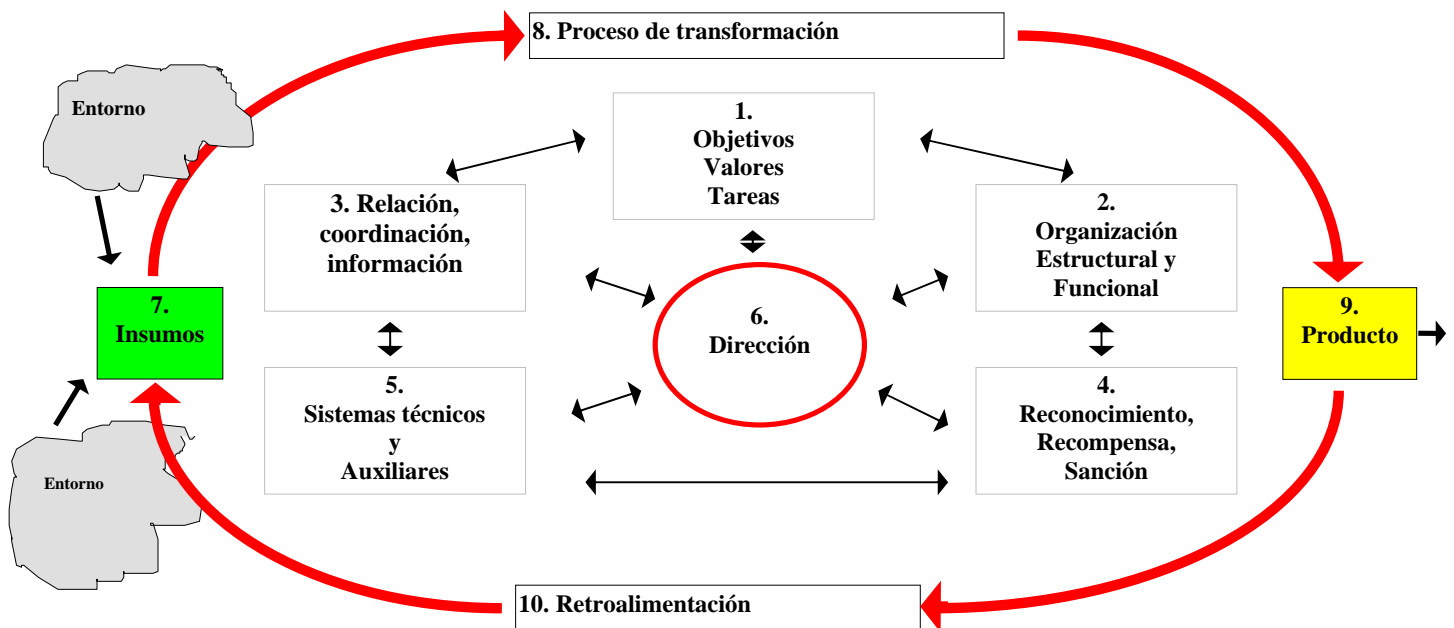 8. Proceso de transformación
Entorno
1.
Objetivos
Valores
Tareas
3. Relación,
coordinación,
información
2.
Organización
Estructural y
Funcional
7.
Insumos
6.
Dirección
9.
Producto
5.
Sistemas técnicos
y
Auxiliares
4.
Reconocimiento,
Recompensa,
Sanción
Entorno
10. Retroalimentación